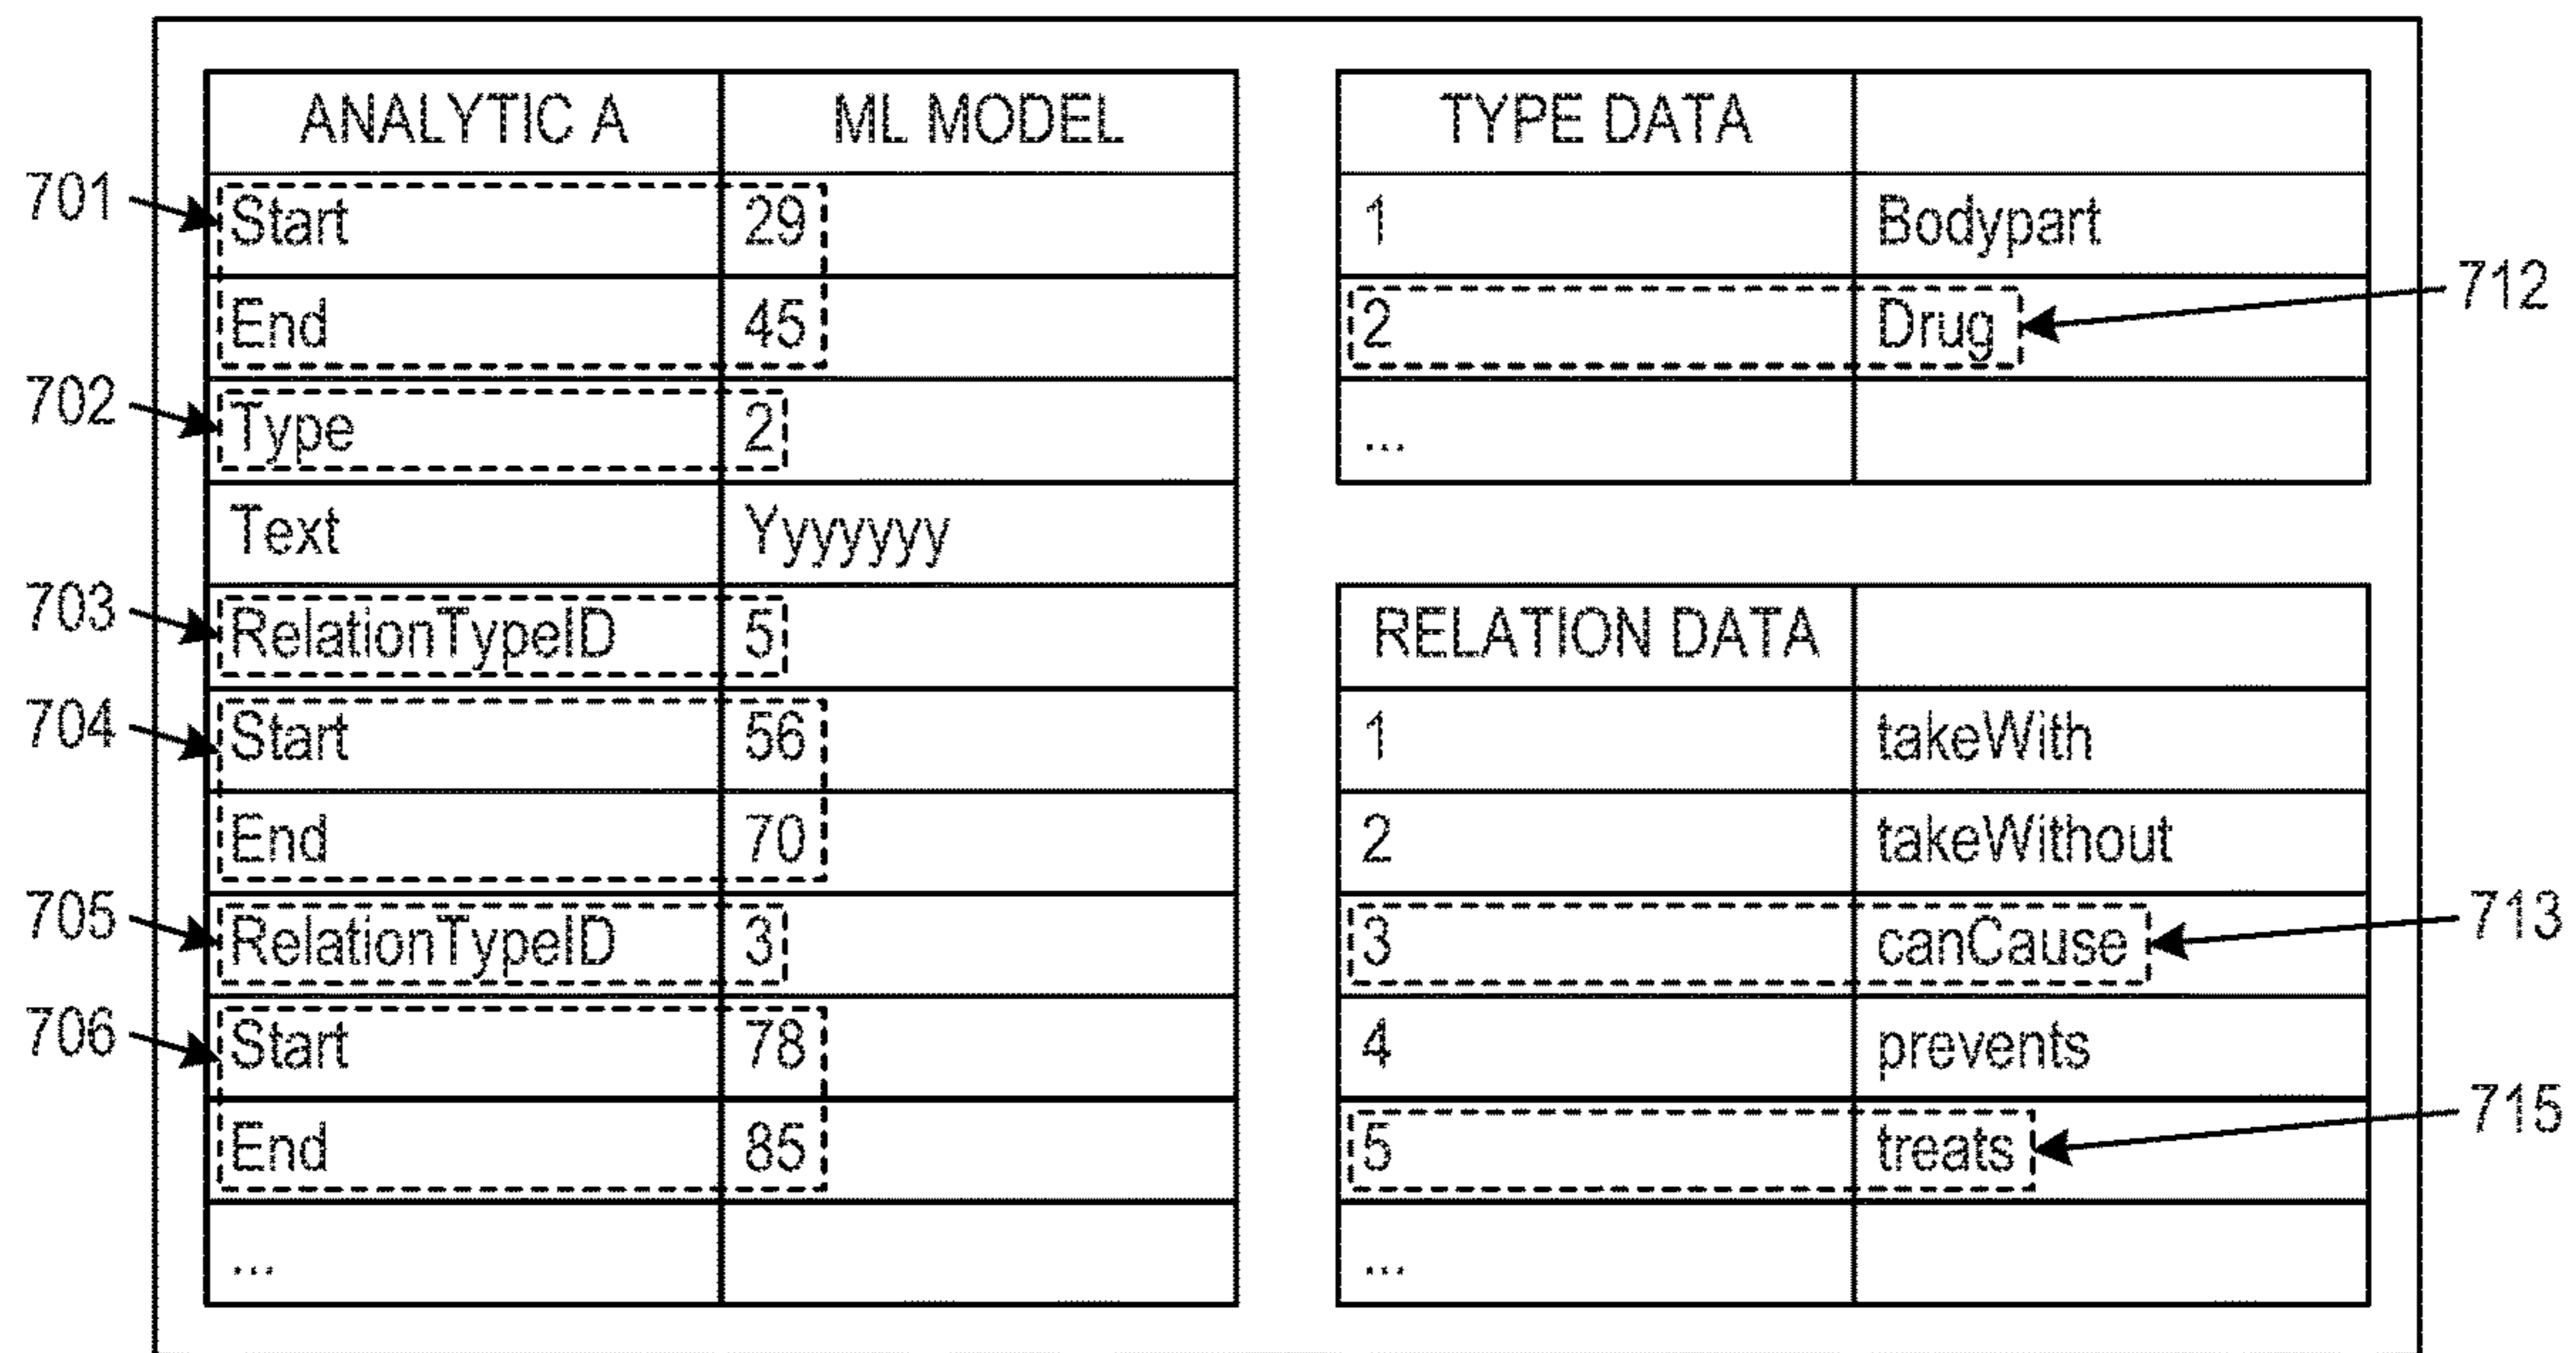 ANALYTIC A ML MODEL
701 Start 29
End 45
702 Type 2
Text Yyyyyyy
703 RelationTypeID 5
704 Start 56
End 70
705 RelationTypeID 3
706 Start 78
End 85
...
TYPE DATA
1 Bodypart
2 Drug 712
...
RELATION DATA
1 takeWith
2 takeWithout
3 canCause 713
4 prevents
5 treats 715
...